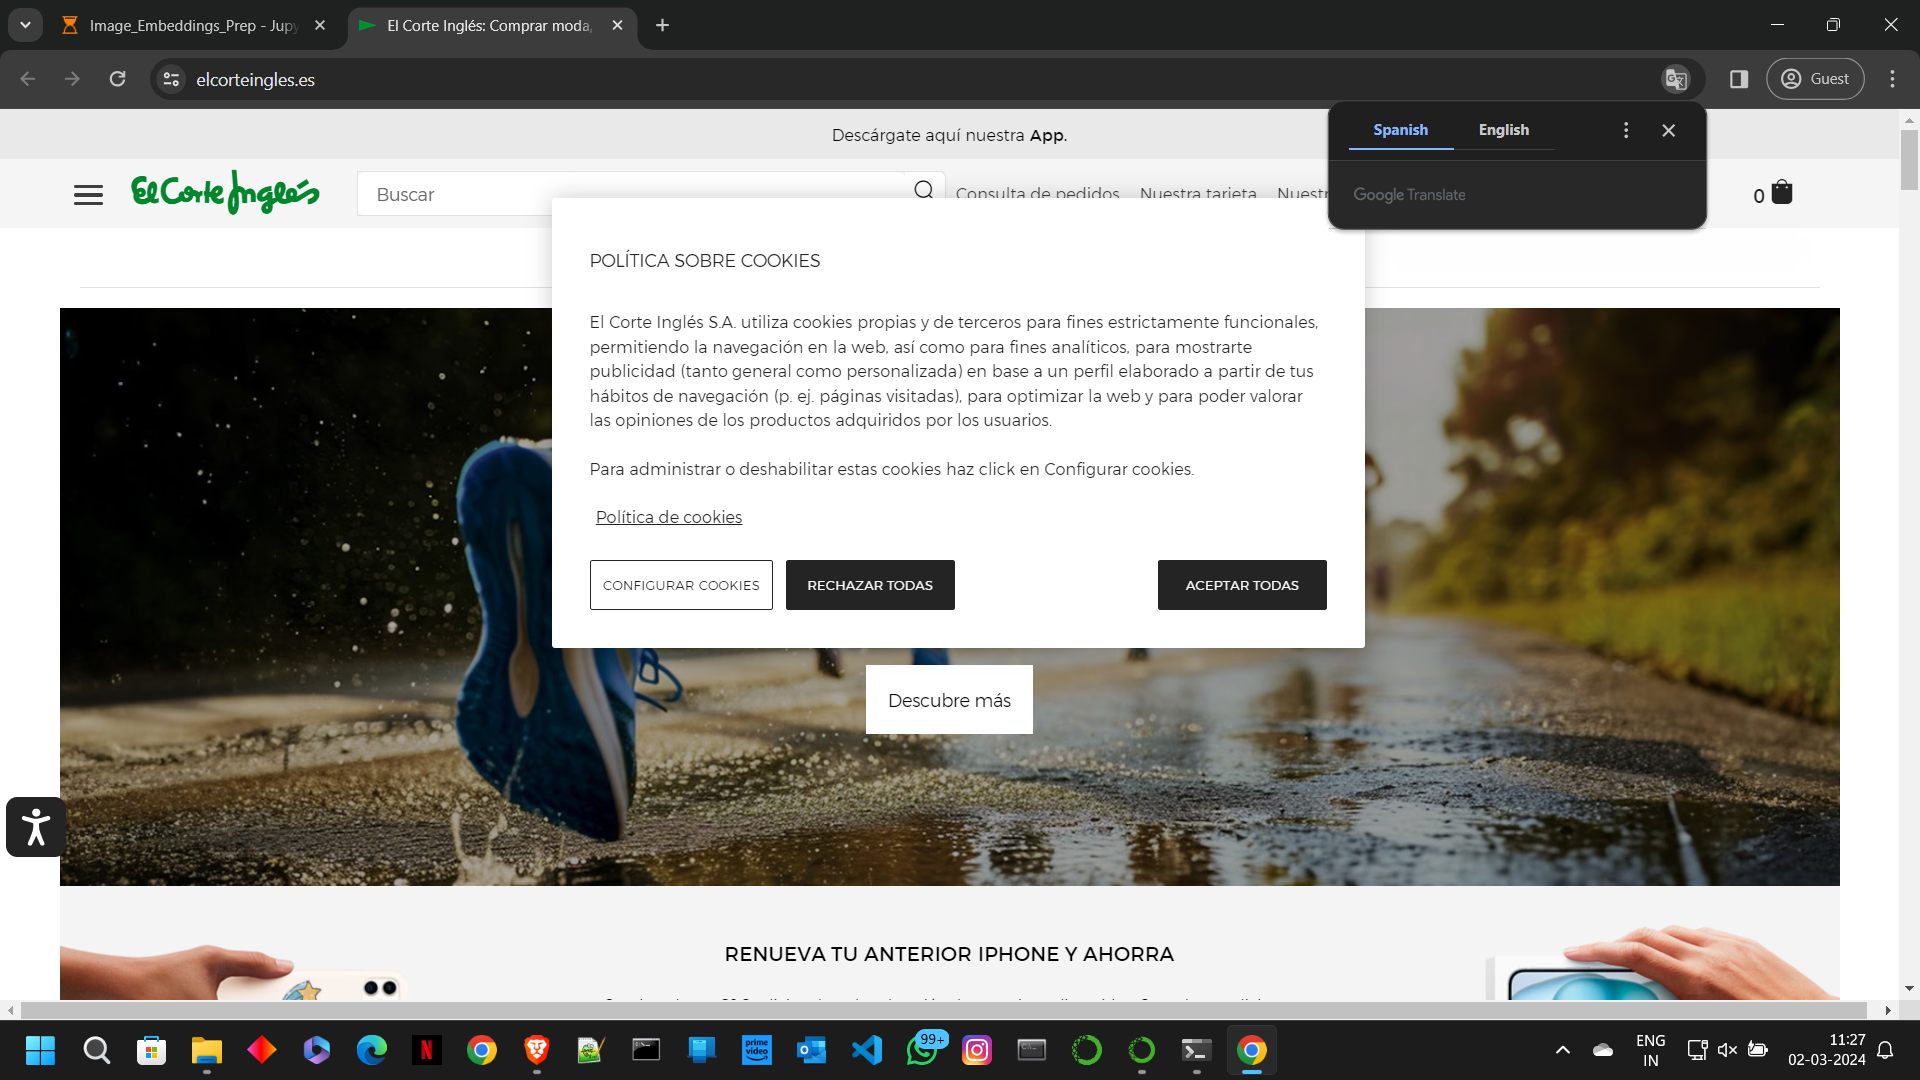 Image_Embeddings_Prep - Jupy
El Corte Inglés: Comprar moda,
elcorteingles.es
Guest
Descárgate aquí nuestra App.
Spanish
English
Google Translate
El Corte Inglés
Buscar
Consulta de pedidos
Nuestra tarjeta
Nuestr
0
POLÍTICA SOBRE COOKIES
El Corte Inglés S.A. utiliza cookies propias y de terceros para fines estrictamente funcionales,
permitiendo la navegación en la web, así como para fines analíticos, para mostrarte
publicidad (tanto general como personalizada) en base a un perfil elaborado a partir de tus
hábitos de navegación (p. ej. páginas visitadas), para optimizar la web y para poder valorar
las opiniones de los productos adquiridos por los usuarios.
Para administrar o deshabilitar estas cookies haz click en Configurar cookies.
Política de cookies
CONFIGURAR COOKIES
RECHAZAR TODAS
ACEPTAR TODAS
Descubre más
RENUEVA TU ANTERIOR IPHONE Y AHORRA
prime video
99+
ENG
IN
11:27
02-03-2024